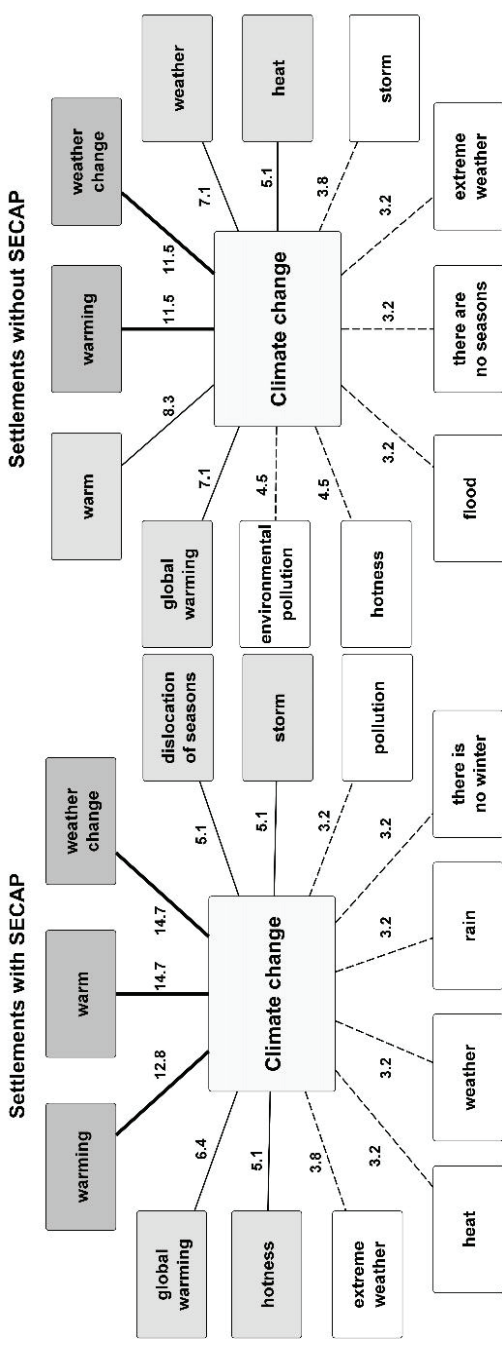 Settlements with SECAP
warming
warm
weather
change
12.8
14.7
14.7
global
warming
6.4
Climate change
5.1
dislocation
of seasons
hotness
5.1
5.1
storm
extreme
weather
3.8
3.2
pollution
3.2
3.2
3.2
3.2
heat
weather
rain
there is
no winter
Settlements without SECAP
warm
warming
weather
change
8.3
11.5
11.5
global
warming
7.1
Climate change
7.1
weather
environmental
pollution
4.5
5.1
heat
hotness
4.5
3.8
storm
3.2
3.2
3.2
flood
there are
no seasons
extreme
weather